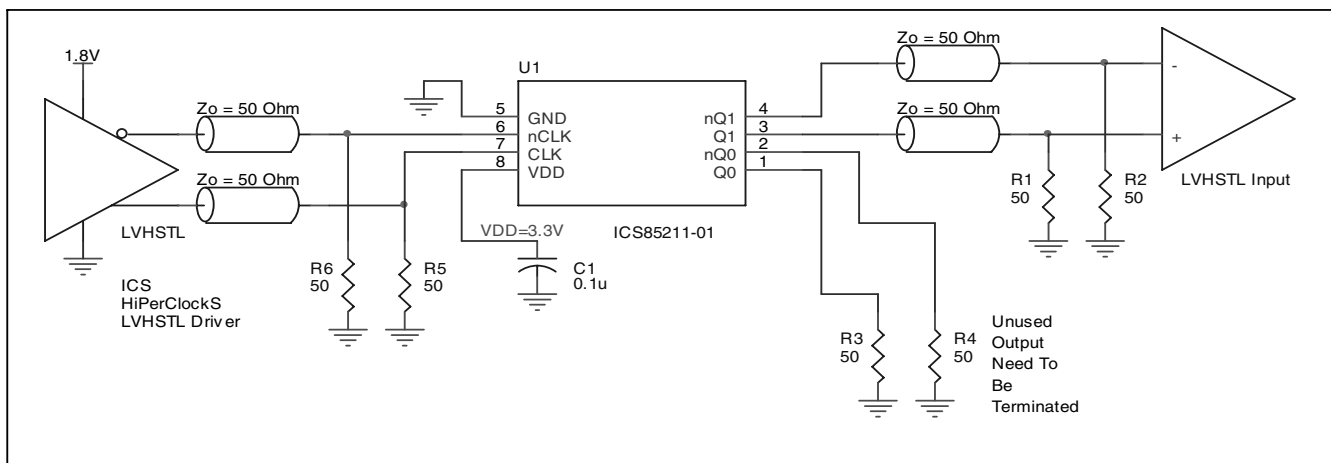 1.8V
Zo = 50 Ohm
Zo = 50 Ohm
LVHSTL
ICS
HiPerClockS
LVHSTL Driver
R6
50
R5
50
U1
5
6
7
8
GND
nCLK
CLK
VDD
nQ1
Q1
nQ0
Q0
4
3
2
1
ICS85211-01
VDD=3.3V
C1
0.1u
Zo = 50 Ohm
Zo = 50 Ohm
-
+
LVHSTL Input
R1
50
R2
50
R3
50
R4
50
Unused
Output
Need To
Be
Terminated